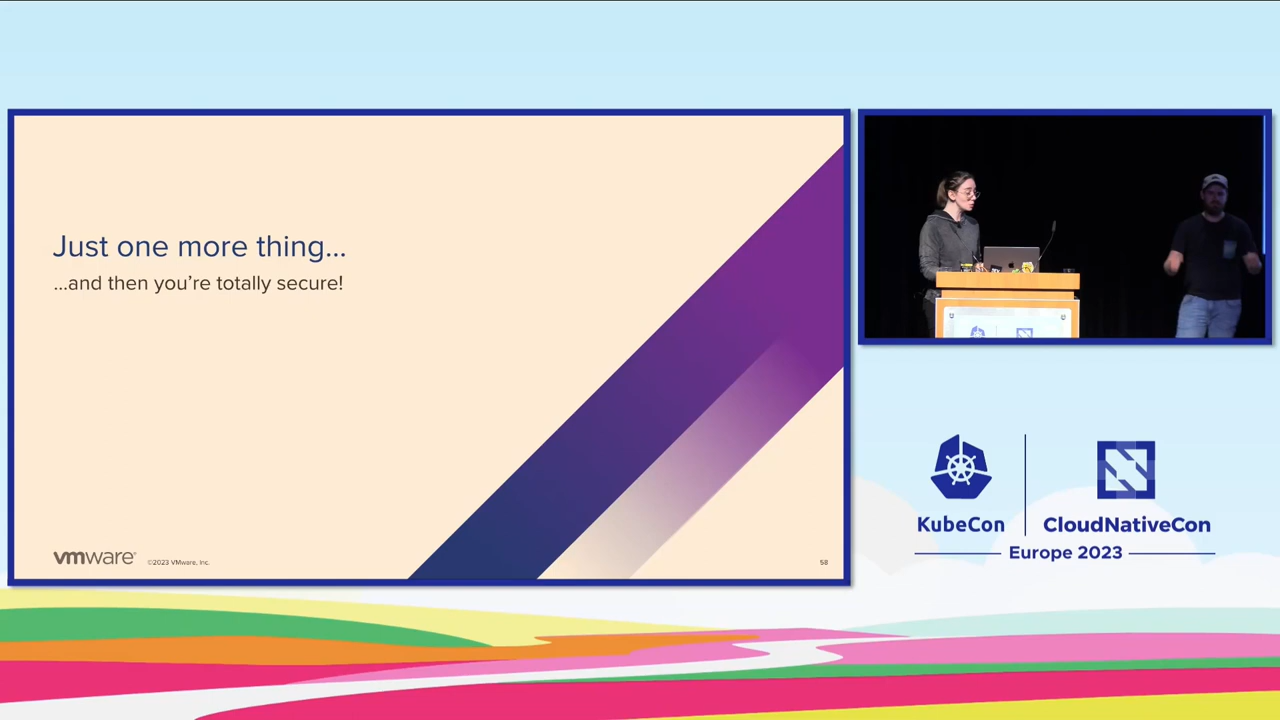 Just one more thing...
...and then you're totally secure!
vmware®
©2023 VMware, Inc.
58
KubeCon
CloudNativeCon
Europe 2023